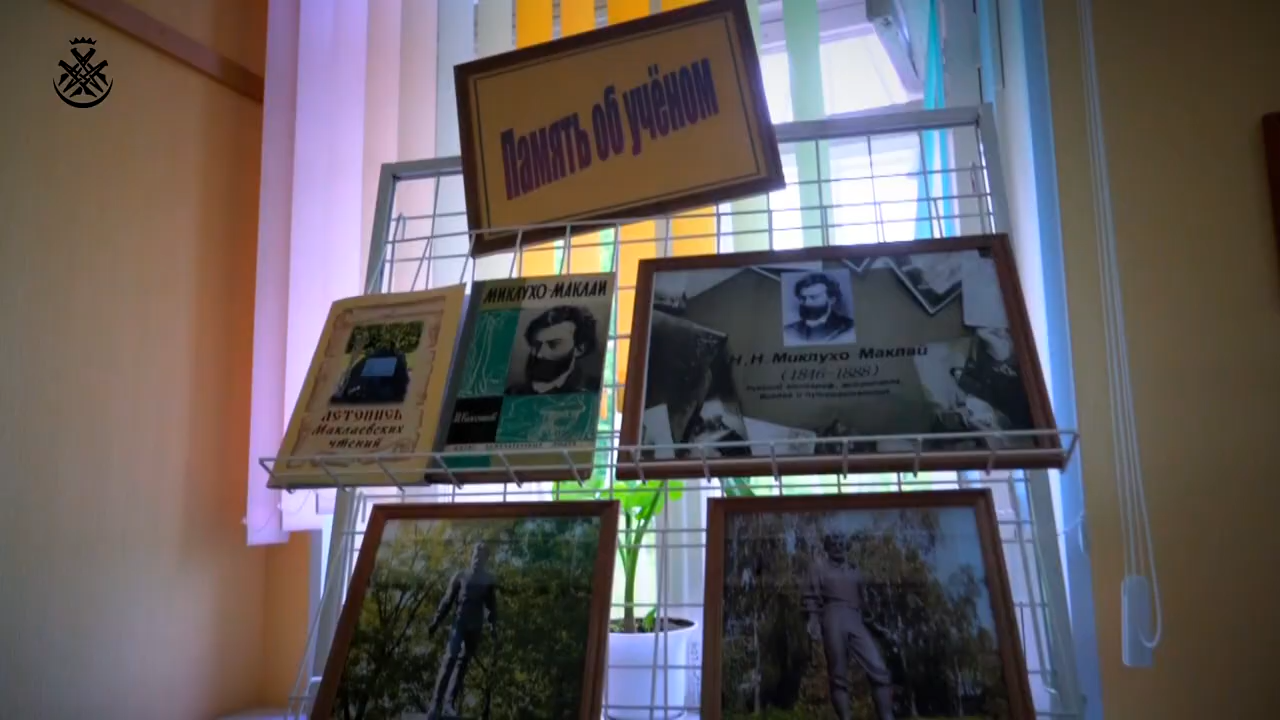 Память об учёном
МИКЛУХО-МАКЛАЙ
ЛЕТОПИСЬ
Маклаевских
чтений
Н. Н. Миклухо Маклай
(1846-1888)